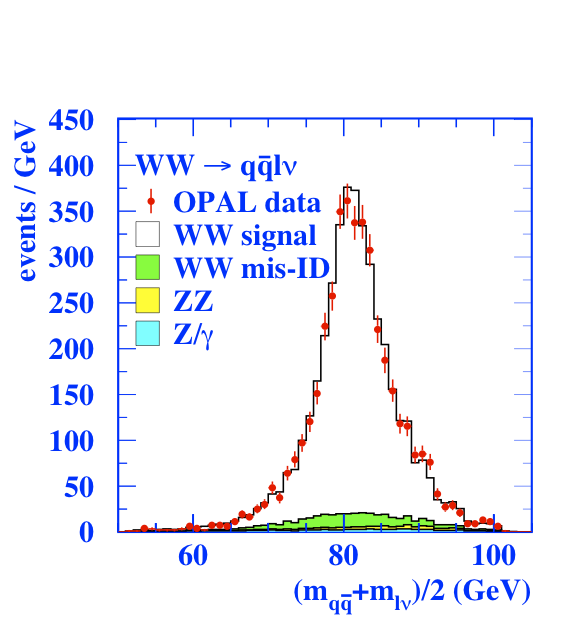 450
400
350
300
250
200
150
100
50
0
events / GeV
WW → qq̄lν
OPAL data
WW signal
WW mis-ID
ZZ
Z/γ
60 80 100
(m_qq̄+m_lν)/2 (GeV)